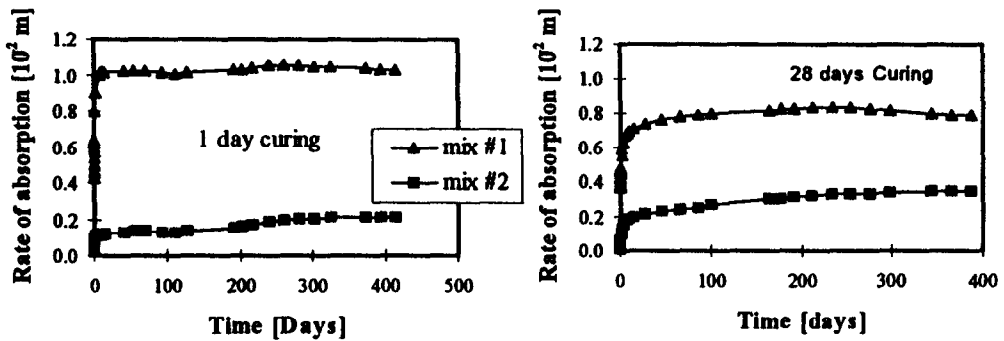 Rate of absorption [10² m]
1.2
1.0
0.8
0.6
0.4
0.2
0.0
1 day curing
0 100 200 300 400 500
Time [Days]
mix #1
mix #2
Rate of absorption [10² m]
1.2
1.0
0.8
0.6
0.4
0.2
0.0
28 days Curing
0 100 200 300 400
Time [days]